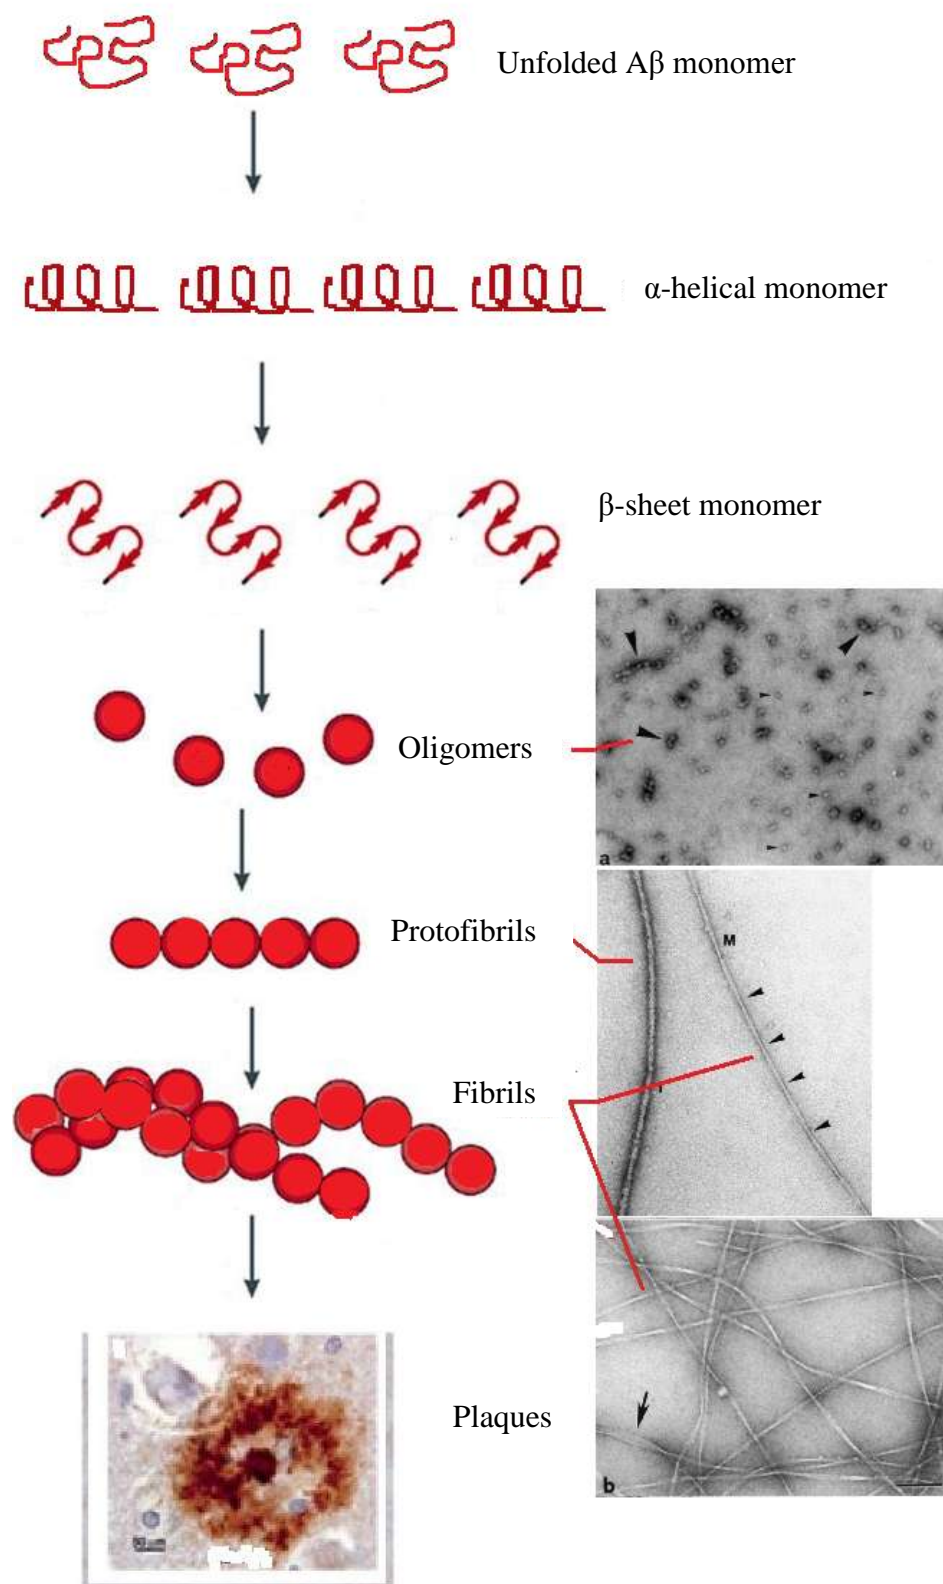 Unfolded Aβ monomer
α-helical monomer
β-sheet monomer
Oligomers
a
Protofibrils
M
Fibrils
Plaques
b